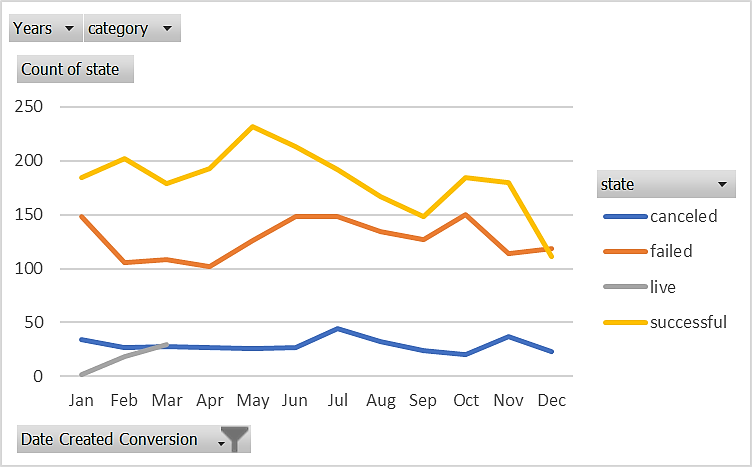 Years category
Count of state
250
200
150
100
50
0
Jan Feb Mar Apr May Jun Jul Aug Sep Oct Nov Dec
state
canceled
failed
live
successful
Date Created Conversion